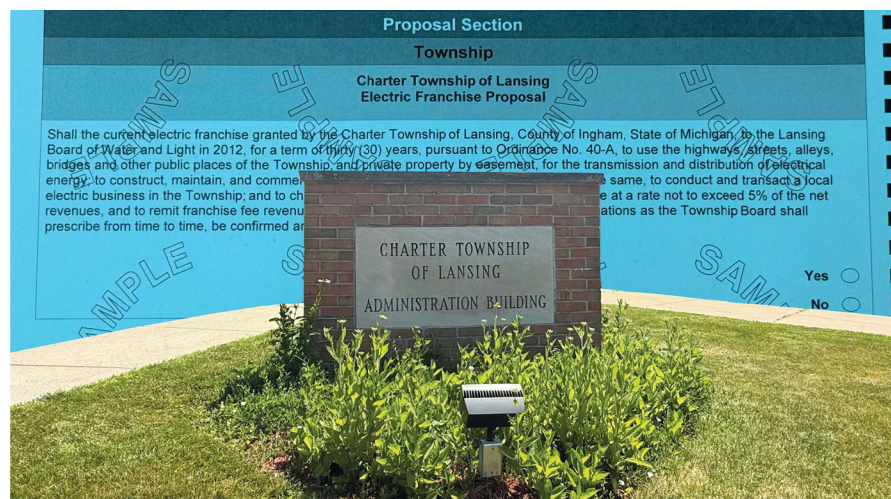 Proposal Section
Township
Charter Township of Lansing
Electric Franchise Proposal
Shall the current electric franchise granted by the Charter Township of Lansing, County of Ingham, State of Michigan, to the Lansing
Board of Water and Light in 2012, for a term of thirty (30) years, pursuant to Ordinance No. 40-A, to use the highways, streets, alleys,
bridges and other public places of the Township, and private property by easement, for the transmission and distribution of electrical
energy; to construct, maintain, and commer same, to conduct and transact a local
electric business in the Township; and to ch e at a rate not to exceed 5% of the net
revenues, and to remit franchise fee revenu ations as the Township Board shall
prescribe from time to time, be confirmed an
Yes
No
SAMPLE
SAMPLE
SAMPLE
SAMPLE
SAMPLE
SAMPLE
CHARTER TOWNSHIP
OF LANSING
ADMINISTRATION BUILDING